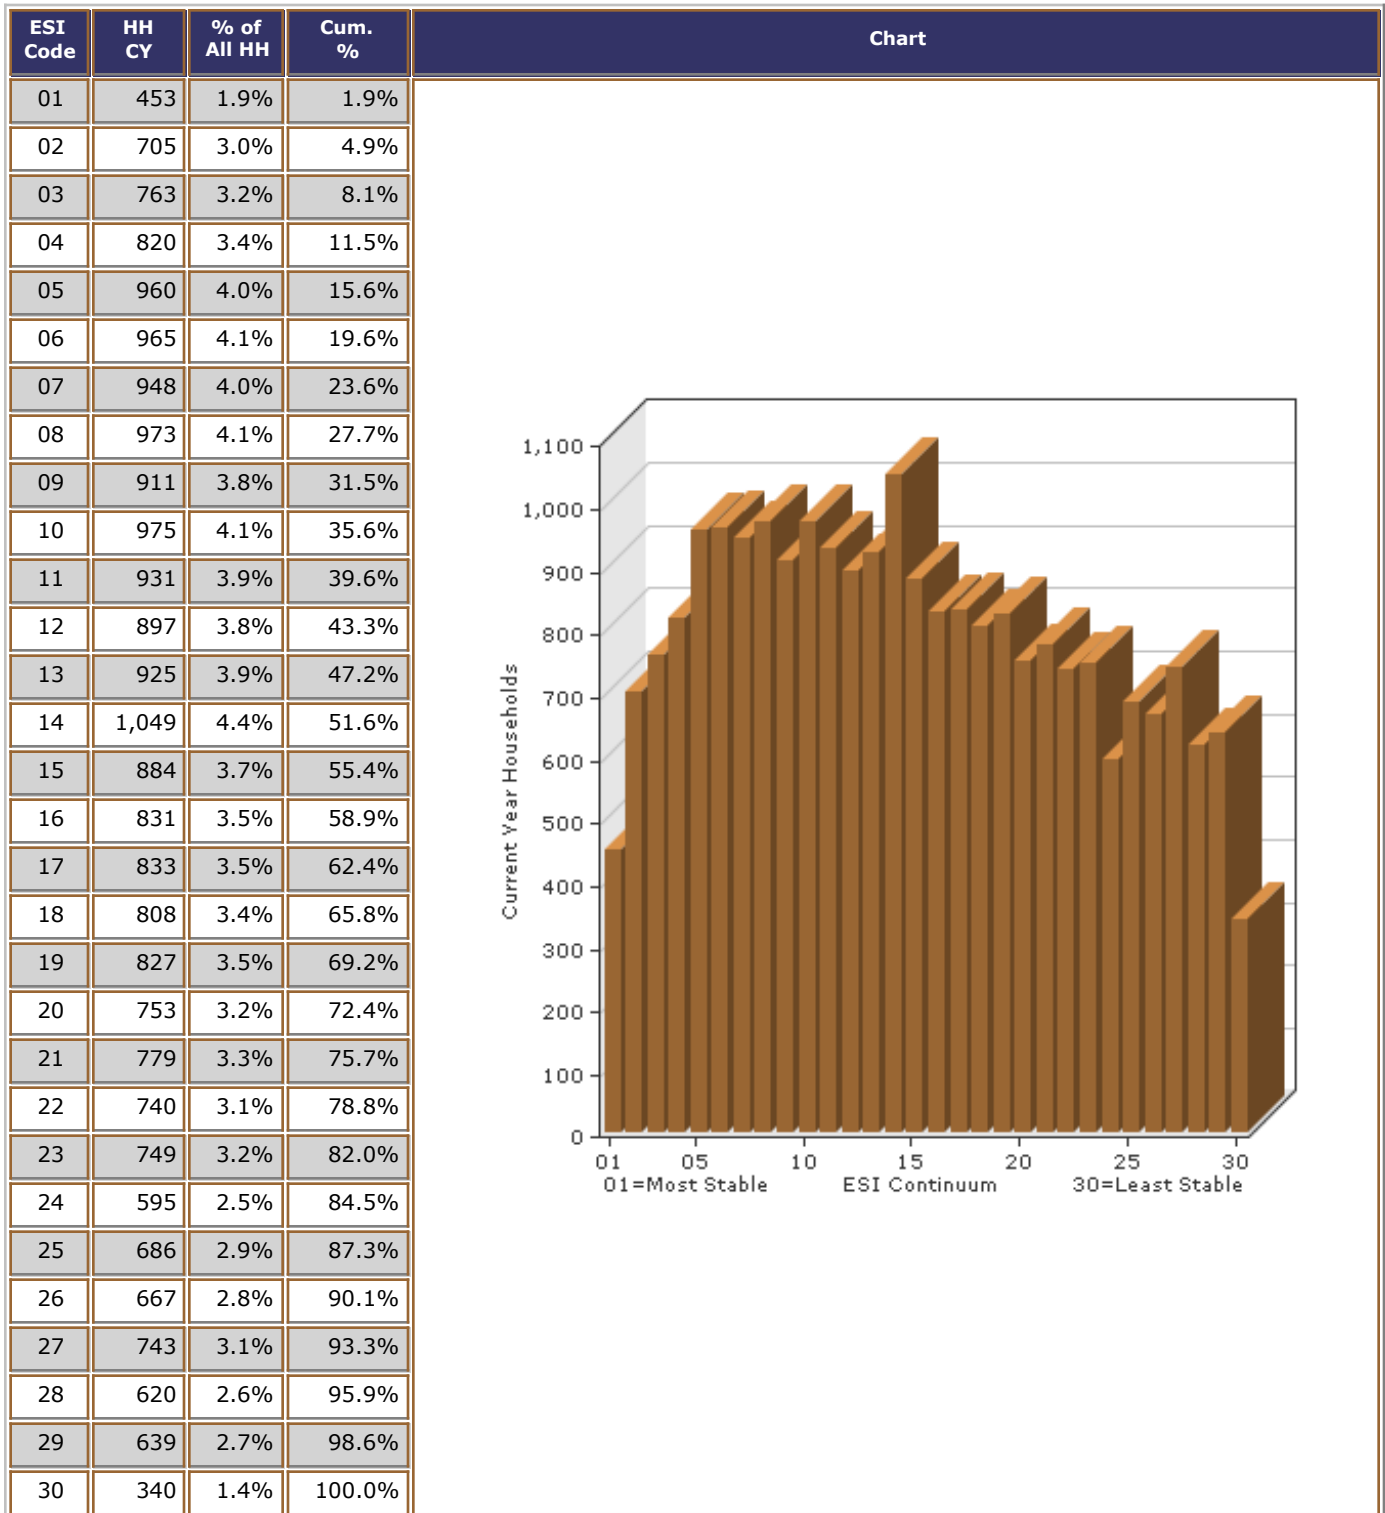 ESI Code HH CY % of All HH Cum. % Chart
01 453 1.9% 1.9%
02 705 3.0% 4.9%
03 763 3.2% 8.1%
04 820 3.4% 11.5%
05 960 4.0% 15.6%
06 965 4.1% 19.6%
07 948 4.0% 23.6%
08 973 4.1% 27.7%
09 911 3.8% 31.5%
10 975 4.1% 35.6%
11 931 3.9% 39.6%
12 897 3.8% 43.3%
13 925 3.9% 47.2%
14 1,049 4.4% 51.6%
15 884 3.7% 55.4%
16 831 3.5% 58.9%
17 833 3.5% 62.4%
18 808 3.4% 65.8%
19 827 3.5% 69.2%
20 753 3.2% 72.4%
21 779 3.3% 75.7%
22 740 3.1% 78.8%
23 749 3.2% 82.0%
24 595 2.5% 84.5%
25 686 2.9% 87.3%
26 667 2.8% 90.1%
27 743 3.1% 93.3%
28 620 2.6% 95.9%
29 639 2.7% 98.6%
30 340 1.4% 100.0%
Current Year Households
1,100
1,000
900
800
700
600
500
400
300
200
100
0
01 05 10 15 20 25 30
01=Most Stable ESI Continuum 30=Least Stable